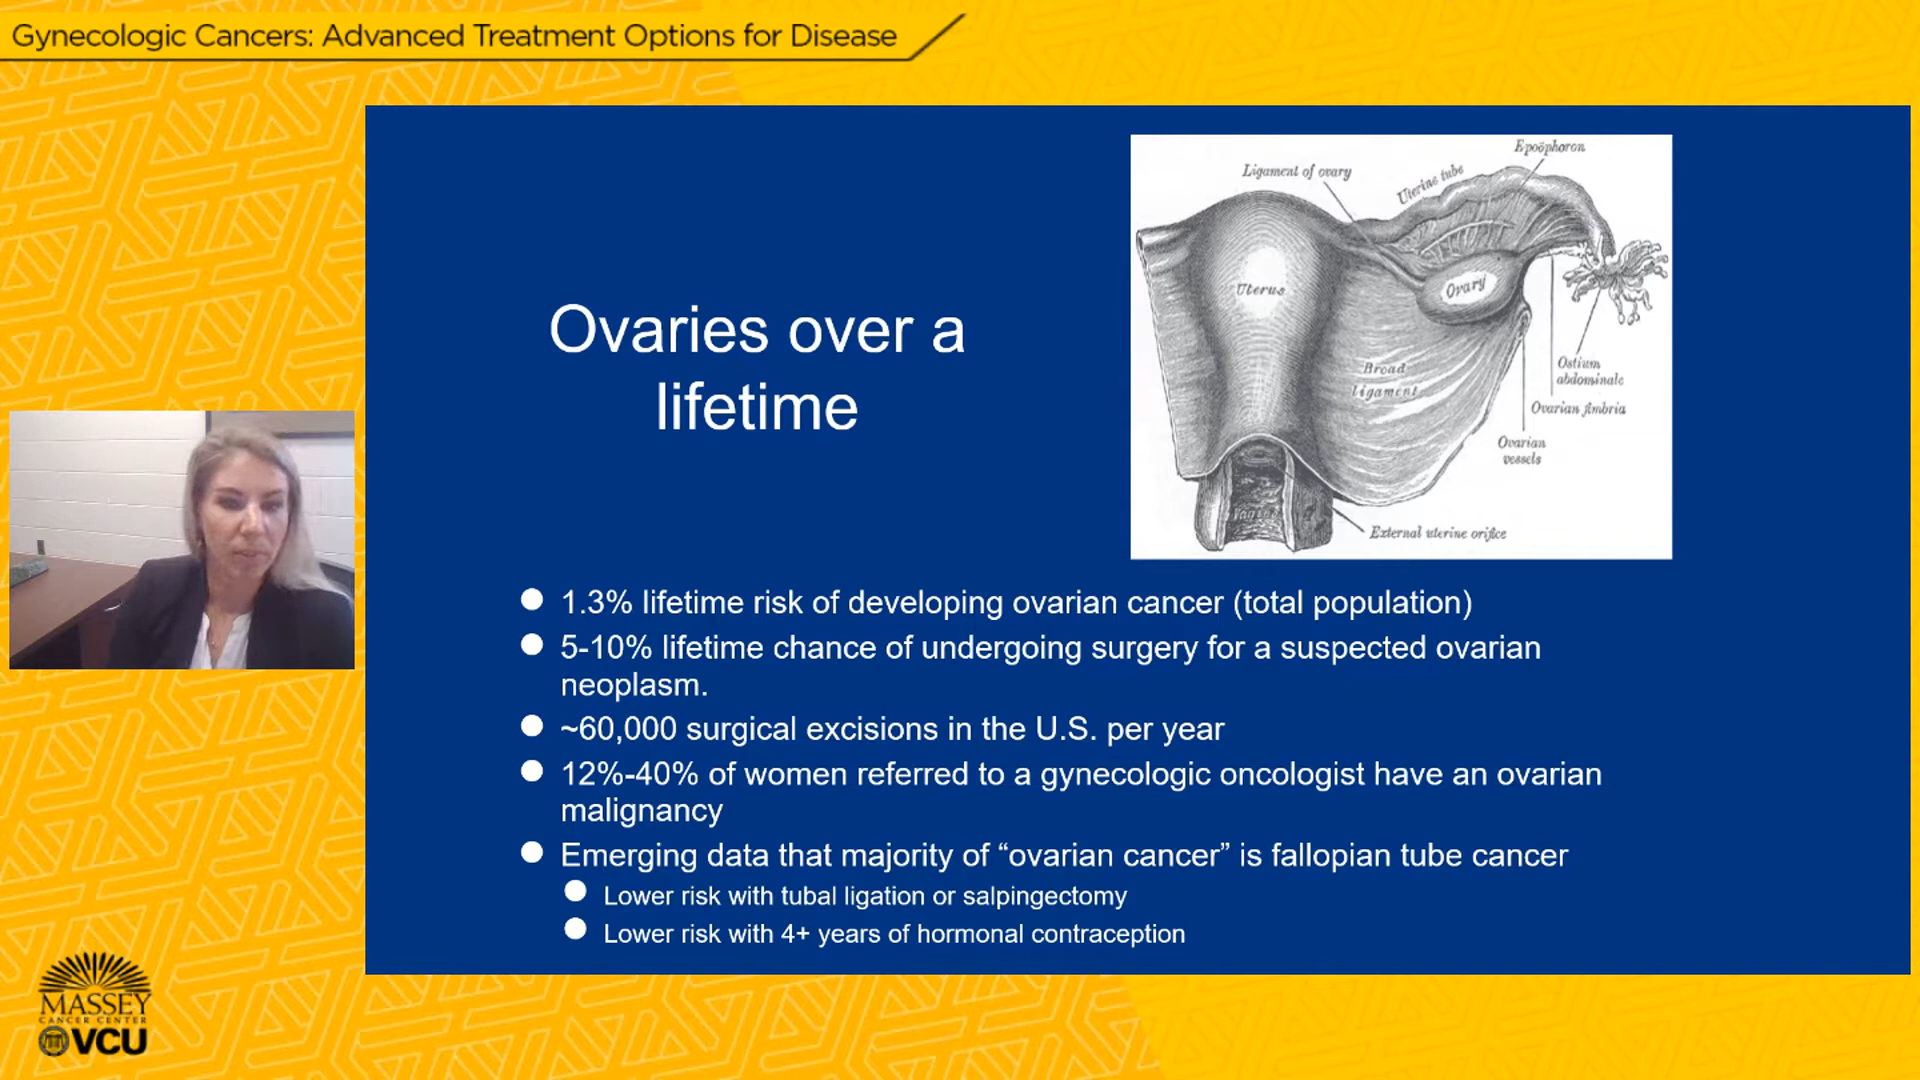 Gynecologic Cancers: Advanced Treatment Options for Disease
Epoöphoron
Ligament of ovary
Uterine tube
Uterus
Ovary
Broad
ligament
Ostium
abdominale
Ovarian fimbria
Ovarian
vessels
Vagina
External uterine orifice
Ovaries over a
lifetime
1.3% lifetime risk of developing ovarian cancer (total population)
5-10% lifetime chance of undergoing surgery for a suspected ovarian
neoplasm.
~60,000 surgical excisions in the U.S. per year
12%-40% of women referred to a gynecologic oncologist have an ovarian
malignancy
Emerging data that majority of “ovarian cancer” is fallopian tube cancer
Lower risk with tubal ligation or salpingectomy
Lower risk with 4+ years of hormonal contraception
MASSEY
CANCER CENTER
VCU